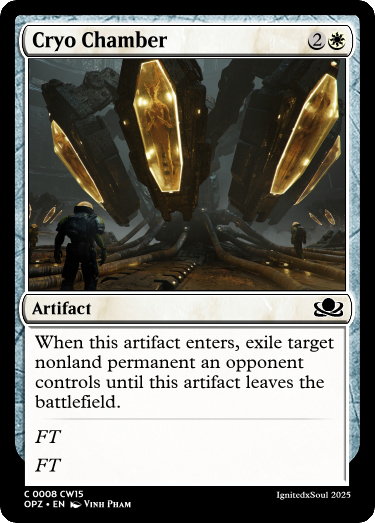 Cryo Chamber 2
Artifact
When this artifact enters, exile target
nonland permanent an opponent
controls until this artifact leaves the
battlefield.
FT
FT
C 0008 CW15
OPZ • EN Vinh Pham
IgnitedxSoul 2025